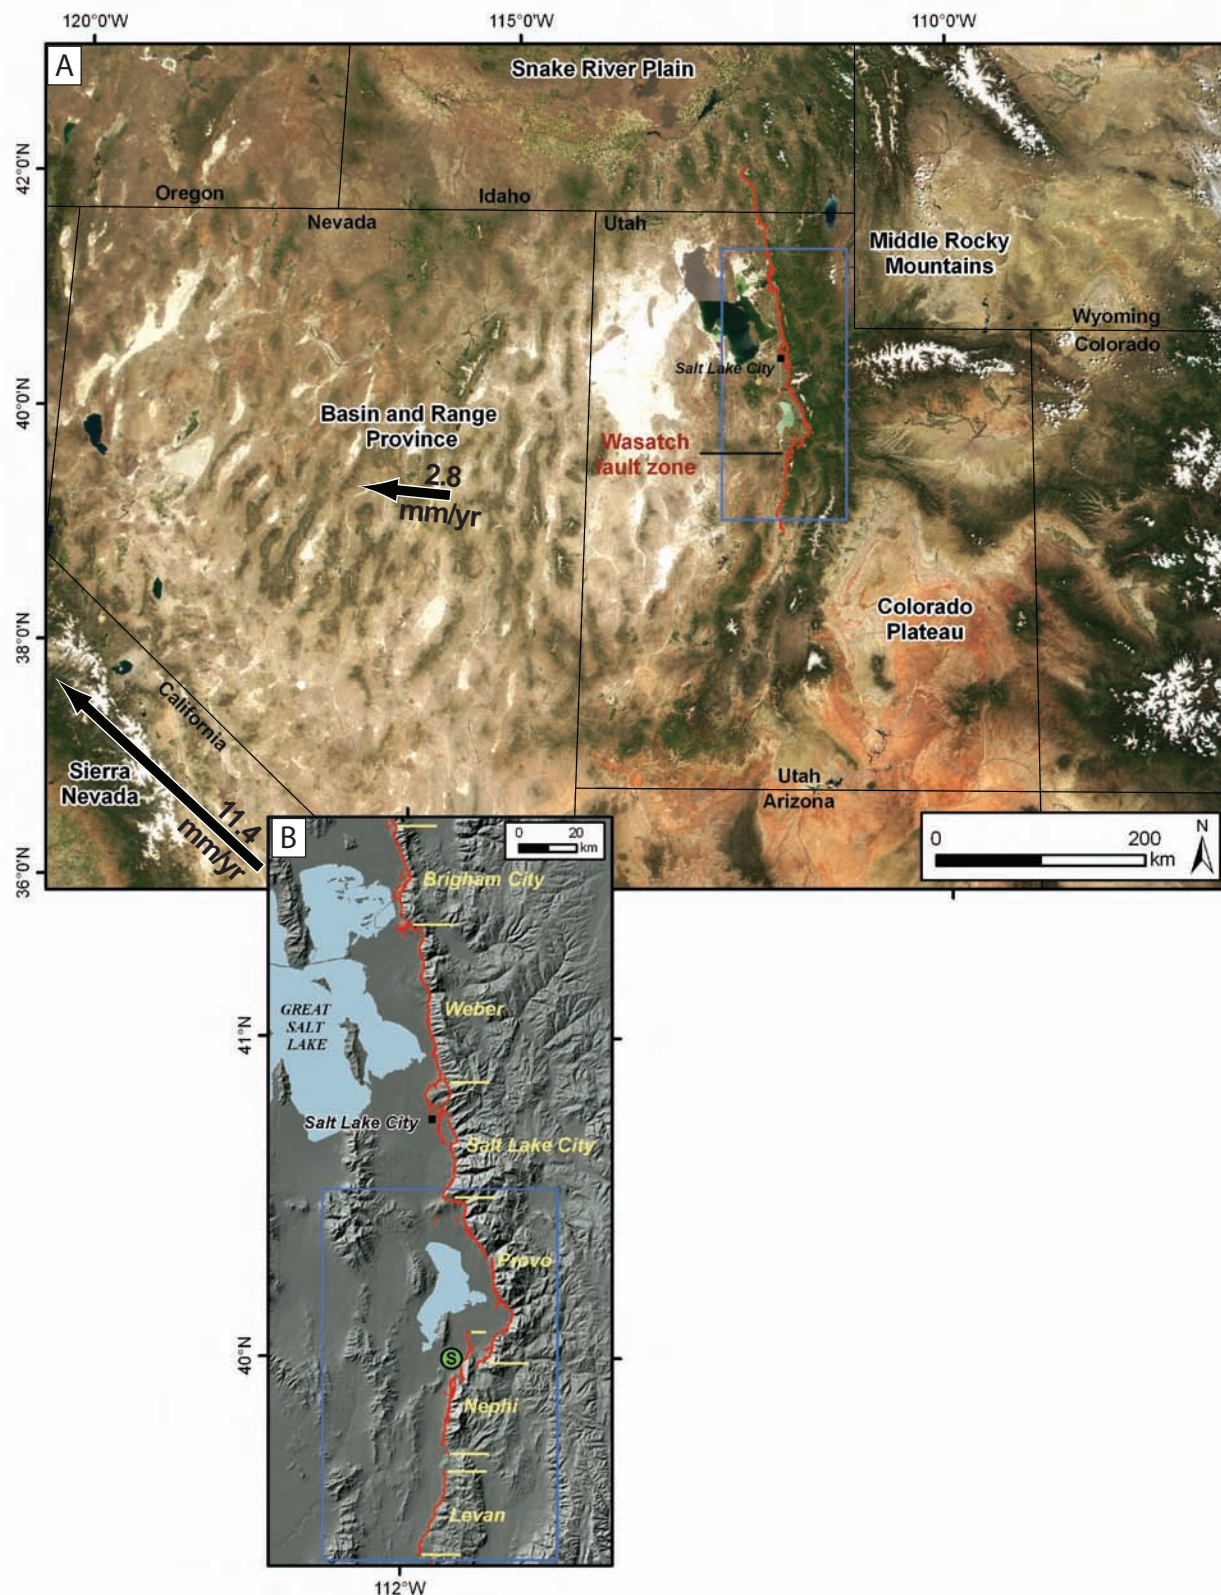 120°0'W
115°0'W
110°0'W
A
Snake River Plain
42°0'N
Oregon
Idaho
Nevada
Utah
Middle Rocky
Mountains
Wyoming
Colorado
Salt Lake City
40°0'N
Basin and Range
Province
Wasatch
fault zone
2.8
mm/yr
Colorado
Plateau
38°0'N
California
Sierra
Nevada
11.4
mm/yr
Utah
Arizona
0
200
km
N
36°0'N
B
0
20
km
Brigham City
Weber
GREAT
SALT
LAKE
41°N
Salt Lake City
Salt Lake City
Provo
40°N
S
Nephi
Levan
112°W